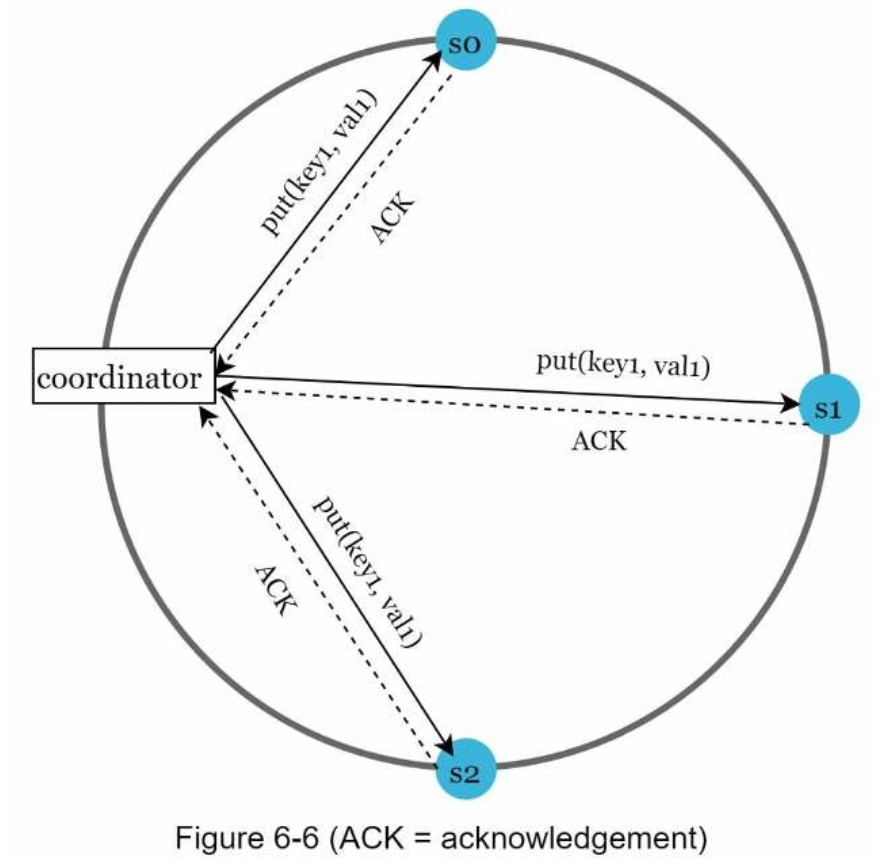 s0
put(key1, val1)
ACK
coordinator
put(key1, val1)
s1
ACK
put(key1, val1)
ACK
s2
Figure 6-6 (ACK = acknowledgement)